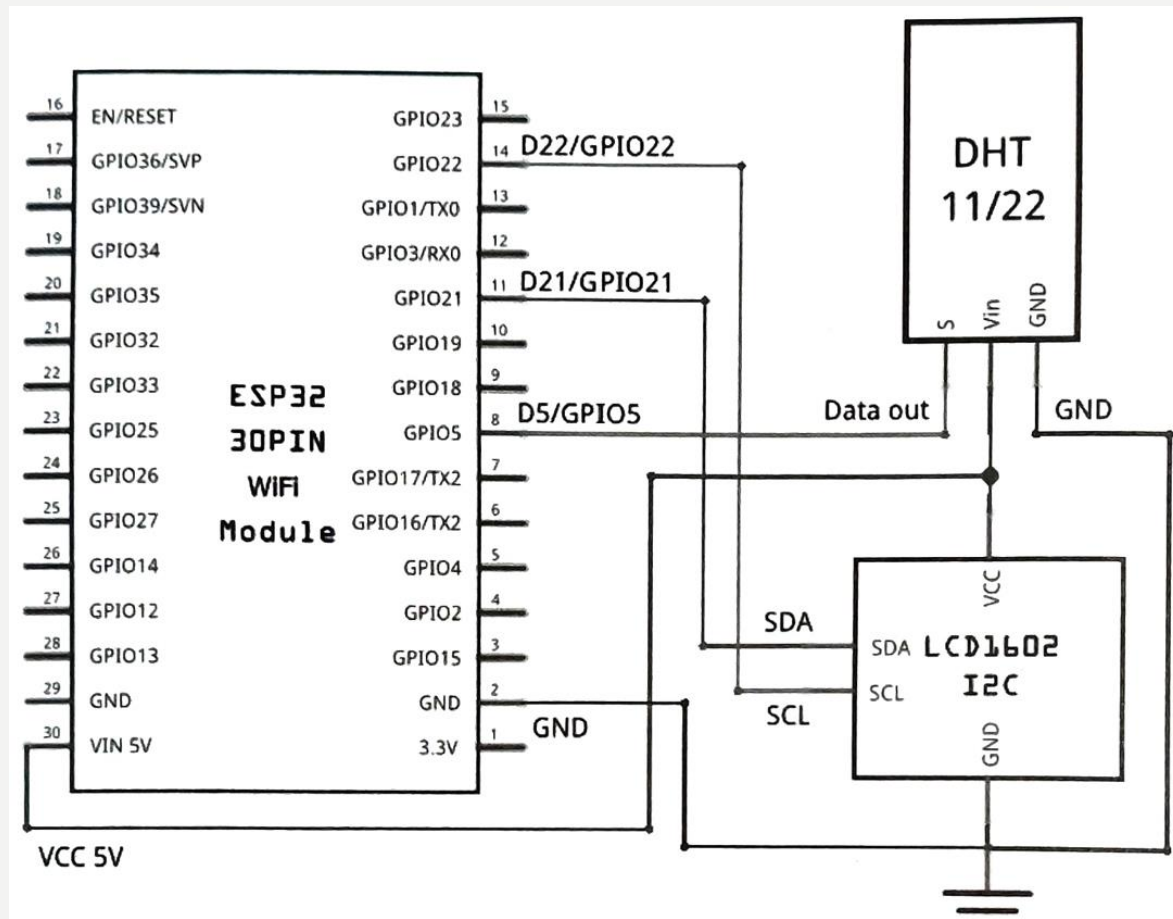 16
EN/RESET
17
GPIO36/SVP
18
GPIO39/SVN
19
GPIO34
20
GPIO35
21
GPIO32
22
GPIO33
23
GPIO25
24
GPIO26
25
GPIO27
26
GPIO14
27
GPIO12
28
GPIO13
29
GND
30
VIN 5V
VCC 5V
ESP32
30PIN
WiFi
Module
GPIO23
15
GPIO22
14
D22/GPIO22
GPIO1/TX0
13
GPIO3/RX0
12
GPIO21
11
D21/GPIO21
GPIO19
10
GPIO18
9
GPIO5
8
D5/GPIO5
GPIO17/TX2
7
GPIO16/TX2
6
GPIO4
5
GPIO2
4
GPIO15
3
GND
2
GND
3.3V
1
DHT
11/22
S
Vin
GND
Data out
GND
VCC
SDA
SDA
LCD1602
I2C
SCL
SCL
GND